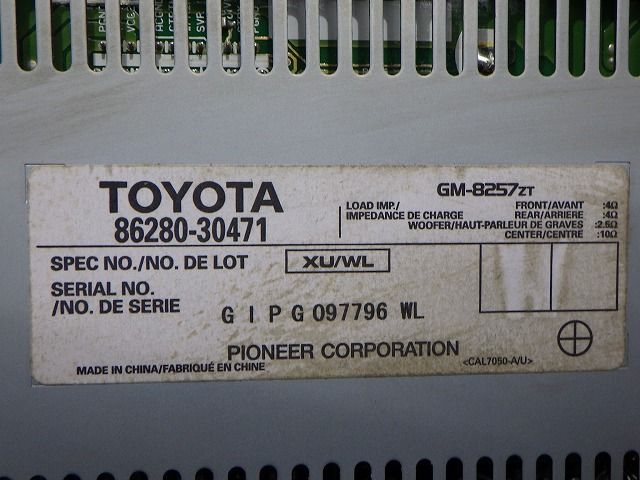 TOYOTA
86280-30471
GM-8257ZT
LOAD IMP./
IMPEDANCE DE CHARGE
FRONT/AVANT :4Ω
REAR/ARRIERE :4Ω
WOOFER/HAUT-PARLEUR DE GRAVES :2.5Ω
CENTER/CENTRE :10Ω
SPEC NO./NO. DE LOT XU/WL
SERIAL NO.
/NO. DE SERIE GIPG097796 WL
PIONEER CORPORATION
MADE IN CHINA/FABRIQUÉ EN CHINE
<CAL7050-A/U>